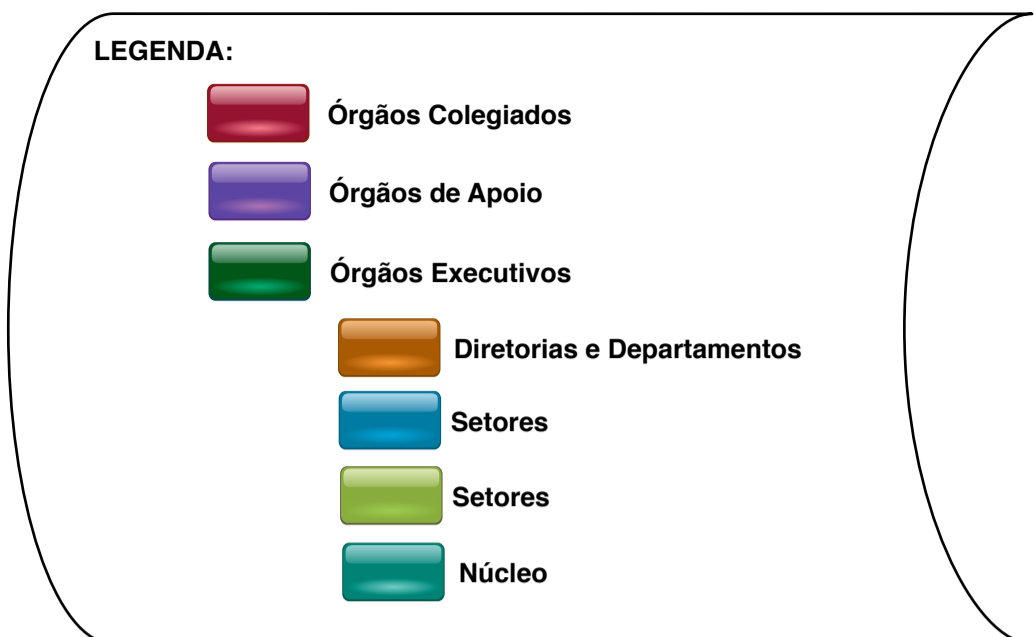 LEGENDA:
Órgãos Colegiados
Órgãos de Apoio
Órgãos Executivos
Diretorias e Departamentos
Setores
Setores
Núcleo